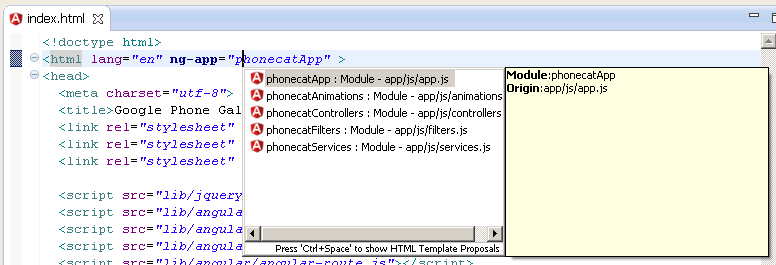 index.html
<!doctype html>
<html lang="en" ng-app="phonecatApp" >
<head>
<meta charset="utf-8">
<title>Google Phone Gal
<link rel="stylesheet"
<link rel="stylesheet"
<link rel="stylesheet"
<script src="lib/jquery
<script src="lib/angula
<script src="lib/angula
<script src="lib/angula
<script src="lib/angular/angular-route.js"></script>
phonecatApp : Module - app/js/app.js
phonecatAnimations : Module - app/js/animations
phonecatControllers : Module - app/js/controllers
phonecatFilters : Module - app/js/filters.js
phonecatServices : Module - app/js/services.js
Press 'Ctrl+Space' to show HTML Template Proposals
Module:phonecatApp
Origin:app/js/app.js